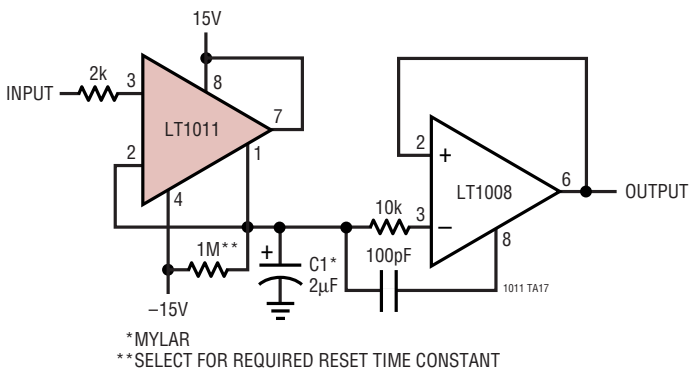 15V
2k
INPUT
3
8
LT1011
7
2
1
4
2
+
LT1008
6
OUTPUT
10k
3
–
8
1M**
+
C1*
2µF
100pF
1011 TA17
–15V
*MYLAR
**SELECT FOR REQUIRED RESET TIME CONSTANT